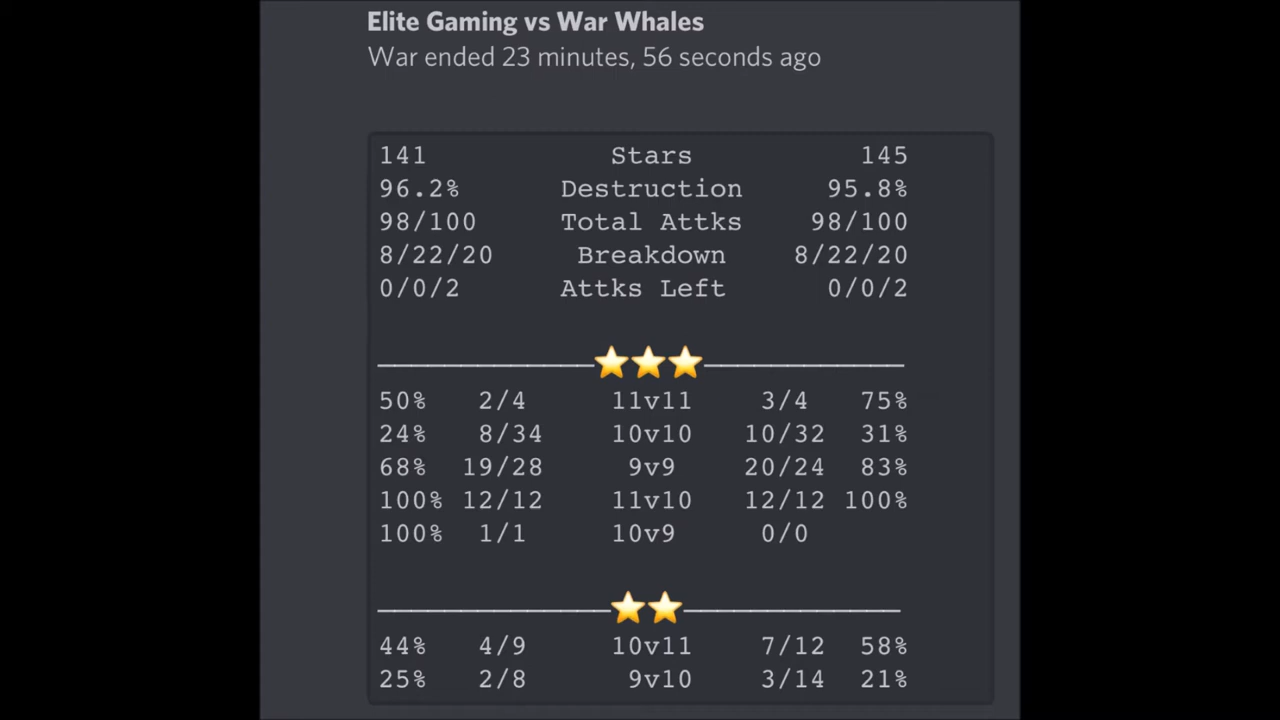 Elite Gaming vs War Whales
War ended 23 minutes, 56 seconds ago
141 Stars 145
96.2% Destruction 95.8%
98/100 Total Attks 98/100
8/22/20 Breakdown 8/22/20
0/0/2 Attks Left 0/0/2
50% 2/4 11v11 3/4 75%
24% 8/34 10v10 10/32 31%
68% 19/28 9v9 20/24 83%
100% 12/12 11v10 12/12 100%
100% 1/1 10v9 0/0
44% 4/9 10v11 7/12 58%
25% 2/8 9v10 3/14 21%